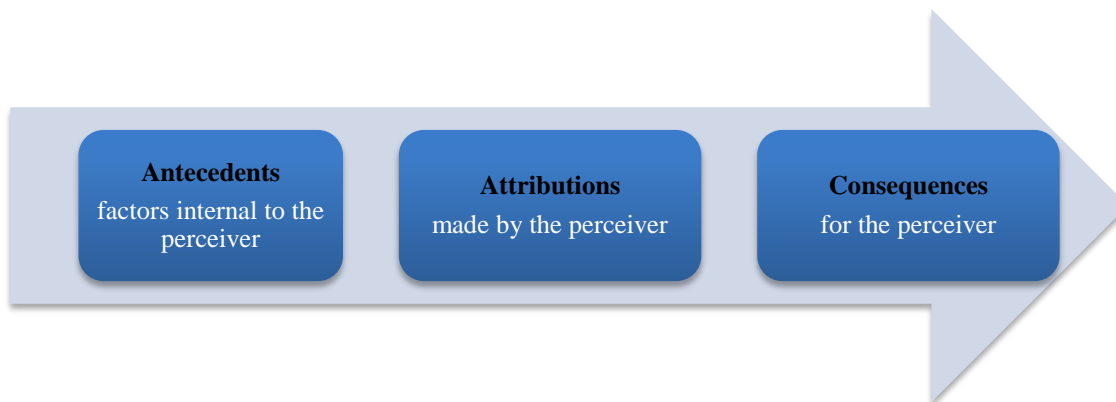 Antecedents
factors internal to the
perceiver
Attributions
made by the perceiver
Consequences
for the perceiver